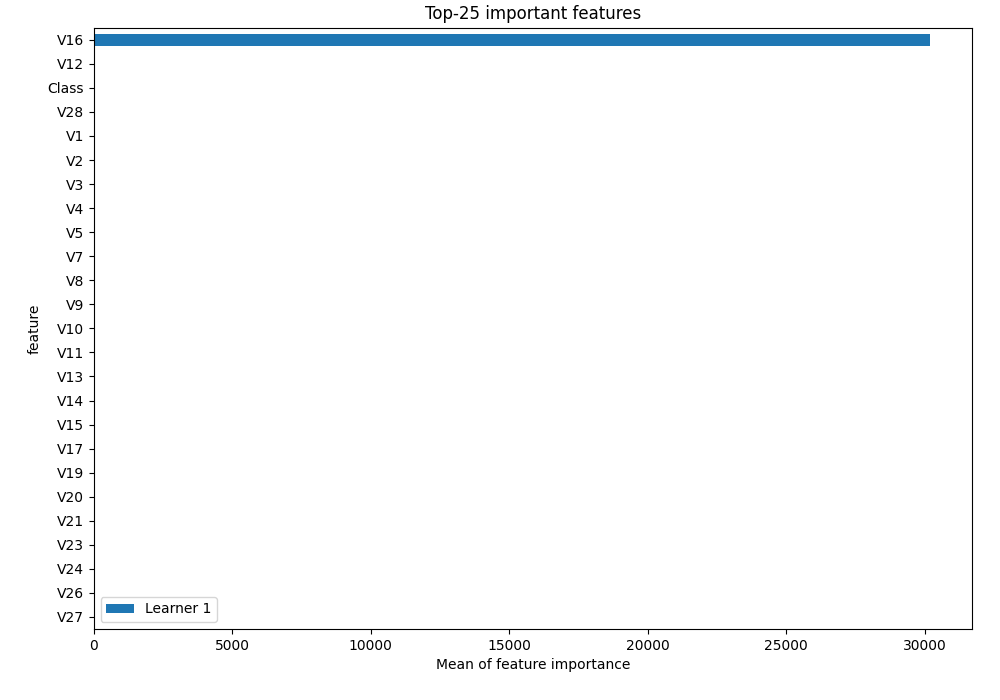 Top-25 important features
V16
V12
Class
V28
V1
V2
V3
V4
V5
V7
V8
V9
V10
V11
V13
V14
V15
V17
V19
V20
V21
V23
V24
V26
V27
feature
Learner 1
0 5000 10000 15000 20000 25000 30000
Mean of feature importance